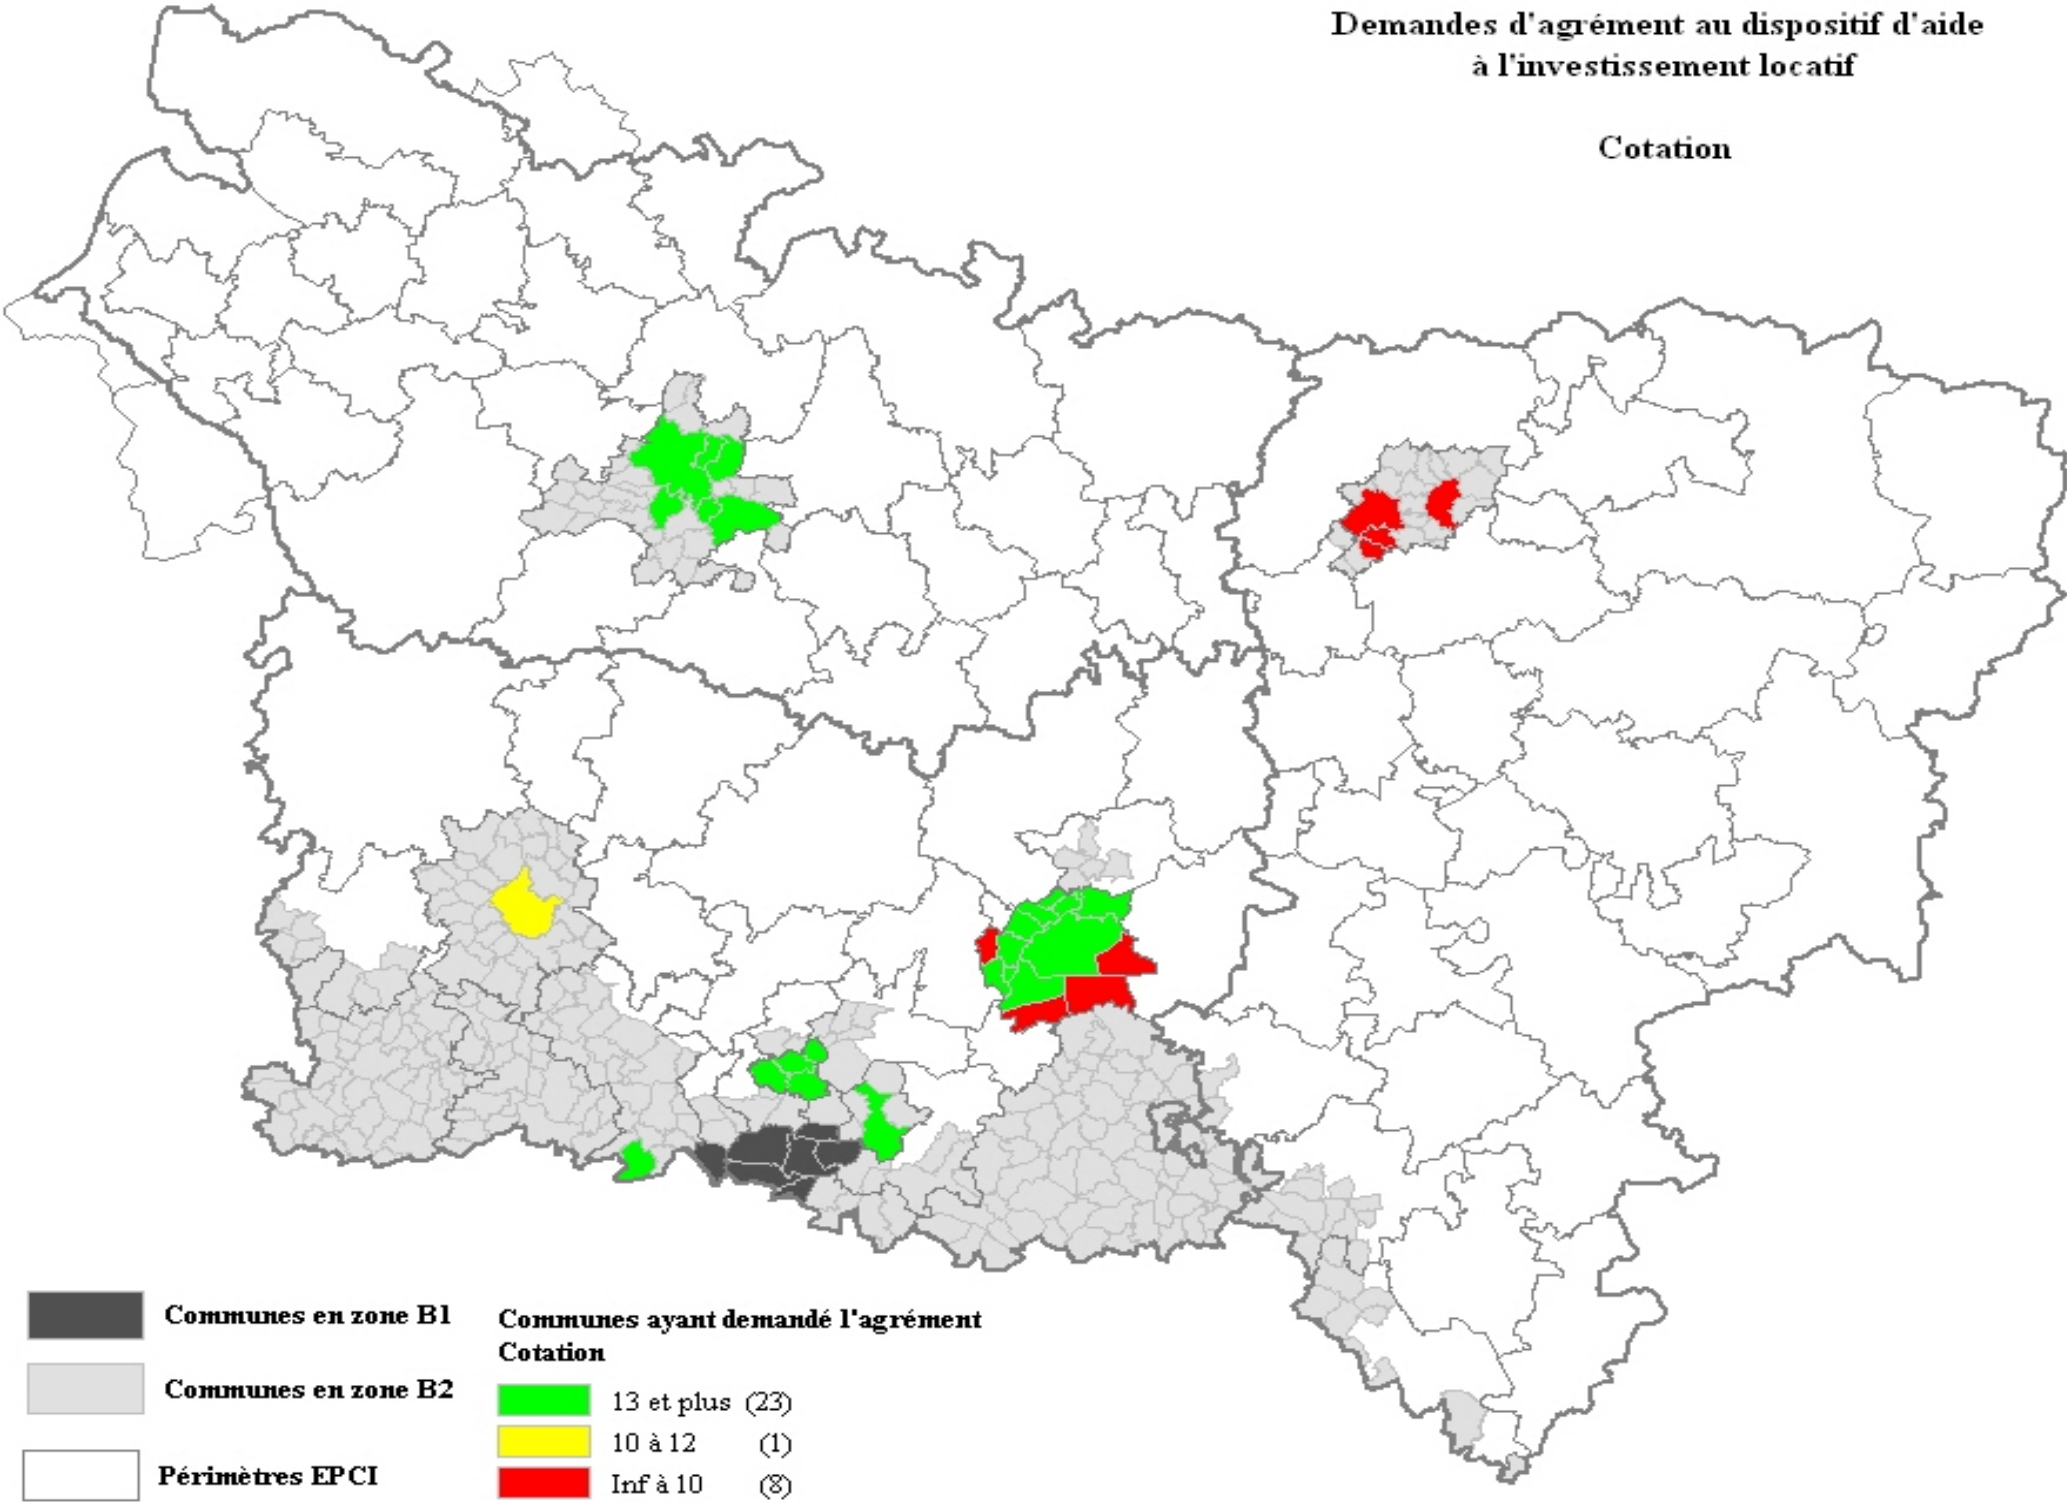 Demandes d'agrément au dispositif d'aide
à l'investissement locatif
Cotation
Communes en zone B1
Communes en zone B2
Périmètres EPCI
Communes ayant demandé l'agrément
Cotation
13 et plus (23)
10 à 12 (1)
Inf à 10 (8)